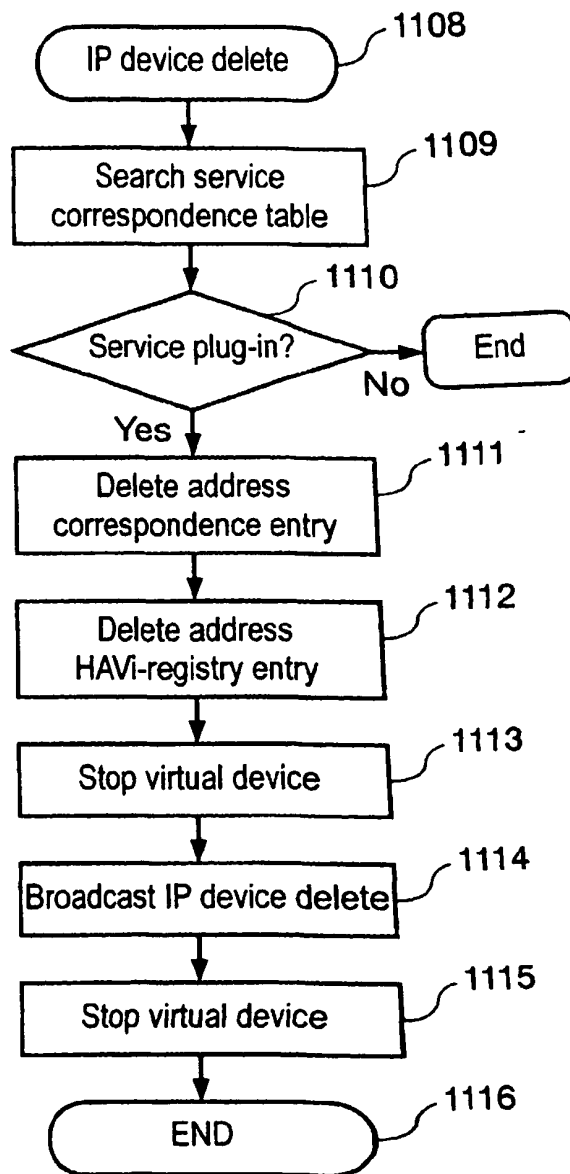 1108
IP device delete
1109
Search service
correspondence table
1110
Service plug-in?
End
No
Yes
1111
Delete address
correspondence entry
1112
Delete address
HAVi-registry entry
1113
Stop virtual device
1114
Broadcast IP device delete
1115
Stop virtual device
1116
END